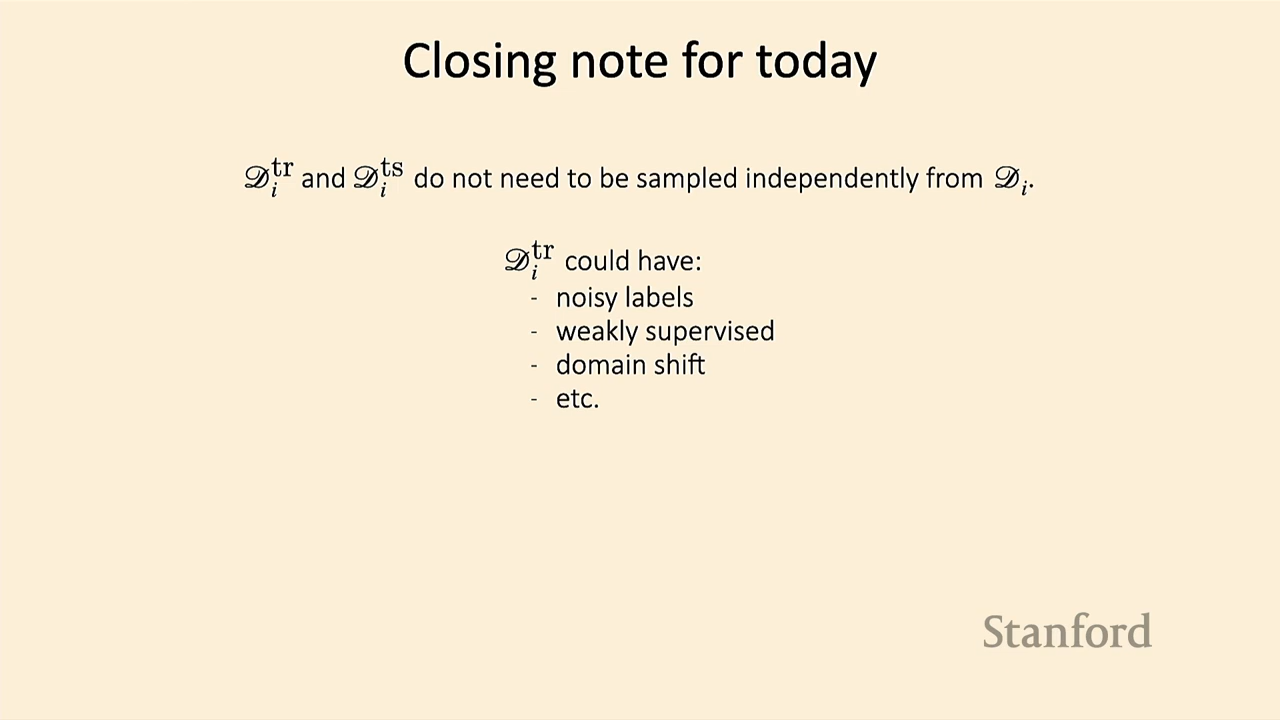 Closing note for today
𝒟ᵢᵗʳ and 𝒟ᵢᵗˢ do not need to be sampled independently from 𝒟ᵢ.
𝒟ᵢᵗʳ could have:
- noisy labels
- weakly supervised
- domain shift
- etc.
Stanford